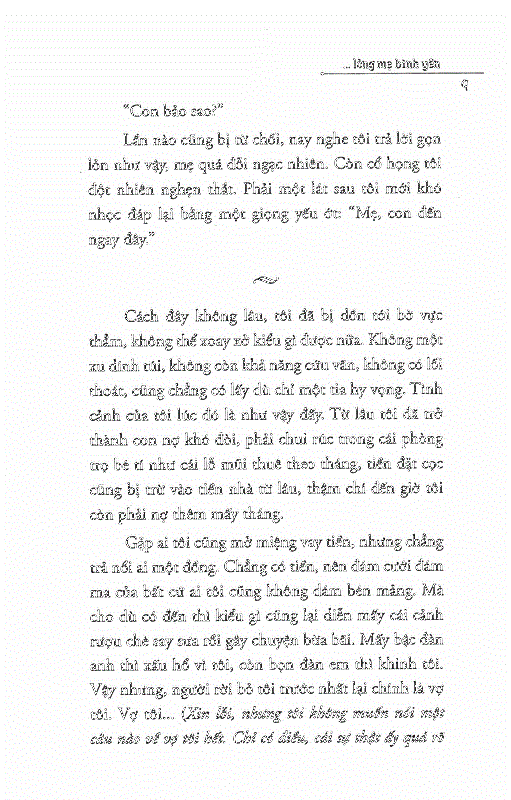 ... lòng mẹ bình yên
9
“Con bảo sao?”
Lần nào cũng bị từ chối, nay nghe tôi trả lời gọn
lỏn như vậy, mẹ quá đỗi ngạc nhiên. Còn cổ họng tôi
đột nhiên nghẹn thắt. Phải một lát sau tôi mới khó
nhọc đáp lại bằng một giọng yếu ớt: “Mẹ, con đến
ngay đây.”
Cách đây không lâu, tôi đã bị dồn tới bờ vực
thẳm, không thể xoay xở kiểu gì được nữa. Không một
xu dính túi, không còn khả năng cứu vãn, không có lối
thoát, cũng chẳng có lấy dù chỉ một tia hy vọng. Tình
cảnh của tôi lúc đó là như vậy đấy. Từ lâu tôi đã trở
thành con nợ khó đòi, phải chui rúc trong cái phòng
trọ bé tí như cái lỗ mũi thuê theo tháng, tiền đặt cọc
cũng bị trừ vào tiền nhà từ lâu, thậm chí đến giờ tôi
còn phải nợ thêm mấy tháng.
Gặp ai tôi cũng mở miệng vay tiền, nhưng chẳng
trả nổi ai một đồng. Chẳng có tiền, nên đám cưới đám
ma của bất cứ ai tôi cũng không dám bén mảng. Mà
cho dù có đến thì kiểu gì cũng lại diễn mấy cái cảnh
rượu chè say sưa rồi gây chuyện bừa bãi. Mấy bậc đàn
anh thì xấu hổ vì tôi, còn bọn đàn em thì khinh tôi.
Vậy nhưng, người rời bỏ tôi trước nhất lại chính là vợ
tôi. Vợ tôi... (Xin lỗi, nhưng tôi không muốn nói một
câu nào về vợ tôi hết. Chỉ có điều, cái sự thật ấy quá rõ